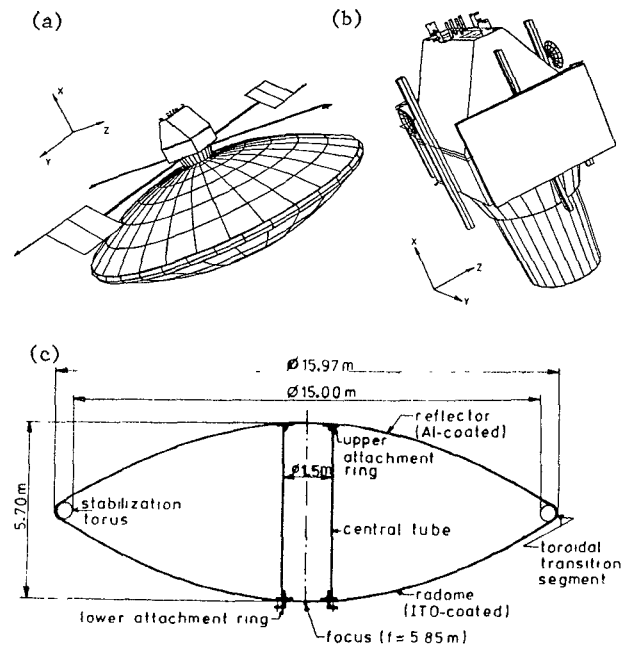 (a)
(b)
X
Z
Y
X
Z
Y
(c)
Ø15.97m
Ø15.00m
reflector
(Al-coated)
upper
attachment
ring
Ø1.5m
5.70m
stabilization
torus
central tube
toroidal
transition
segment
radome
(ITO-coated)
lower attachment ring
focus (f=5.85m)